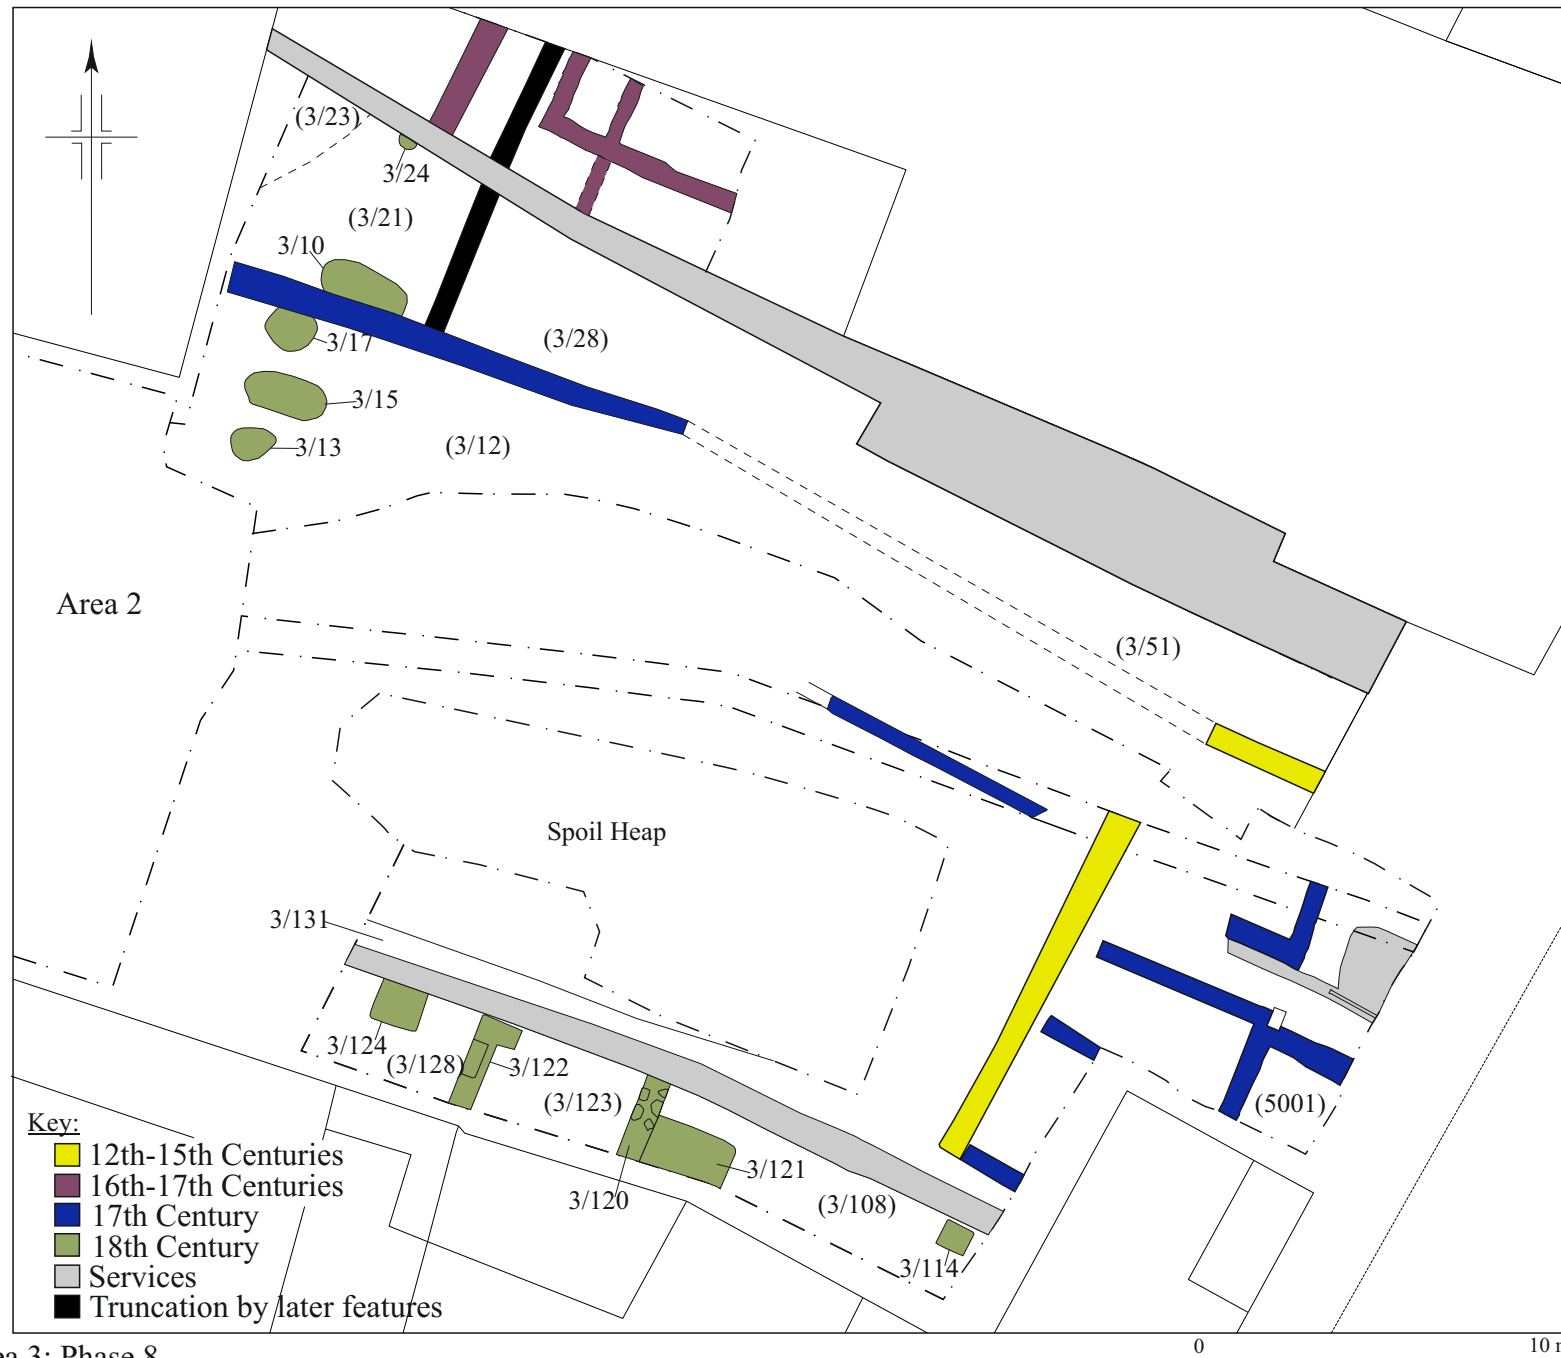 (3/23)
3/24
(3/21)
3/10
3/17
(3/28)
3/15
3/13
(3/12)
Area 2
(3/51)
Spoil Heap
3/131
3/124
(3/128)
3/122
(3/123)
(5001)
3/121
3/120
(3/108)
3/114
Key:
12th-15th Centuries
16th-17th Centuries
17th Century
18th Century
Services
Truncation by later features
0
10
3: Phase 8